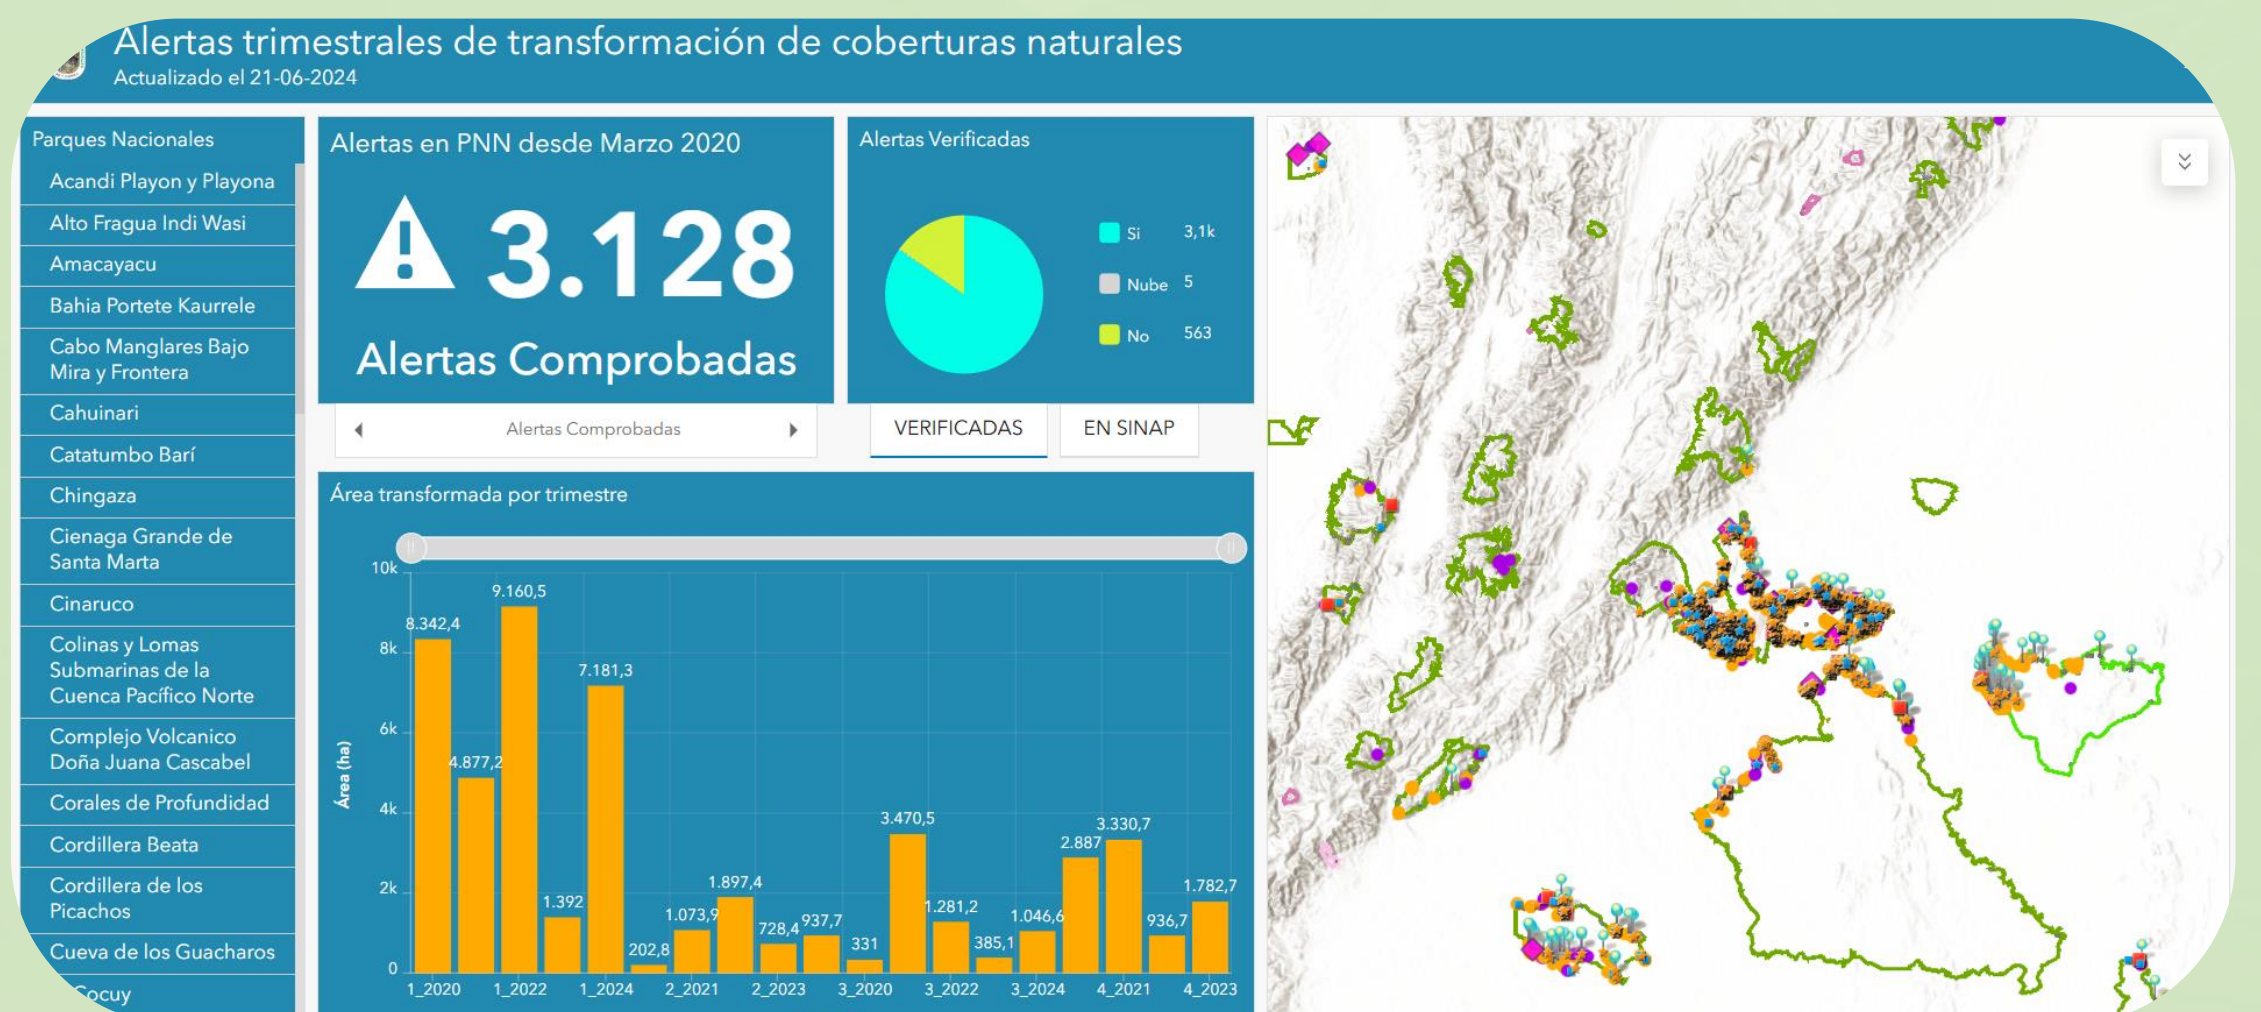 Alertas trimestrales de transformación de coberturas naturales
Actualizado el 21-06-2024
Parques Nacionales
Acandi Playon y Playona
Alto Fragua Indi Wasi
Amacayacu
Bahia Portete Kaurrele
Cabo Manglares Bajo
Mira y Frontera
Cahuinari
Catatumbo Barí
Chingaza
Cienaga Grande de
Santa Marta
Cinaruco
Colinas y Lomas
Submarinas de la
Cuenca Pacífico Norte
Complejo Volcanico
Doña Juana Cascabel
Corales de Profundidad
Cordillera Beata
Cordillera de los
Picachos
Cueva de los Guacharos
Cocuy
Alertas en PNN desde Marzo 2020
3.128
Alertas Comprobadas
Alertas Comprobadas
Alertas Verificadas
Si 3,1k
Nube 5
No 563
VERIFICADAS
EN SINAP
Área transformada por trimestre
Área (ha)
10k
8k
6k
4k
2k
0
8.342,4
4.877,2
9.160,5
1.392
7.181,3
202,8
1.073,9
1.897,4
728,4
937,7
331
3.470,5
1.281,2
385,1
1.046,6
2.887
3.330,7
936,7
1.782,7
1_2020
1_2022
1_2024
2_2021
2_2023
3_2020
3_2022
3_2024
4_2021
4_2023